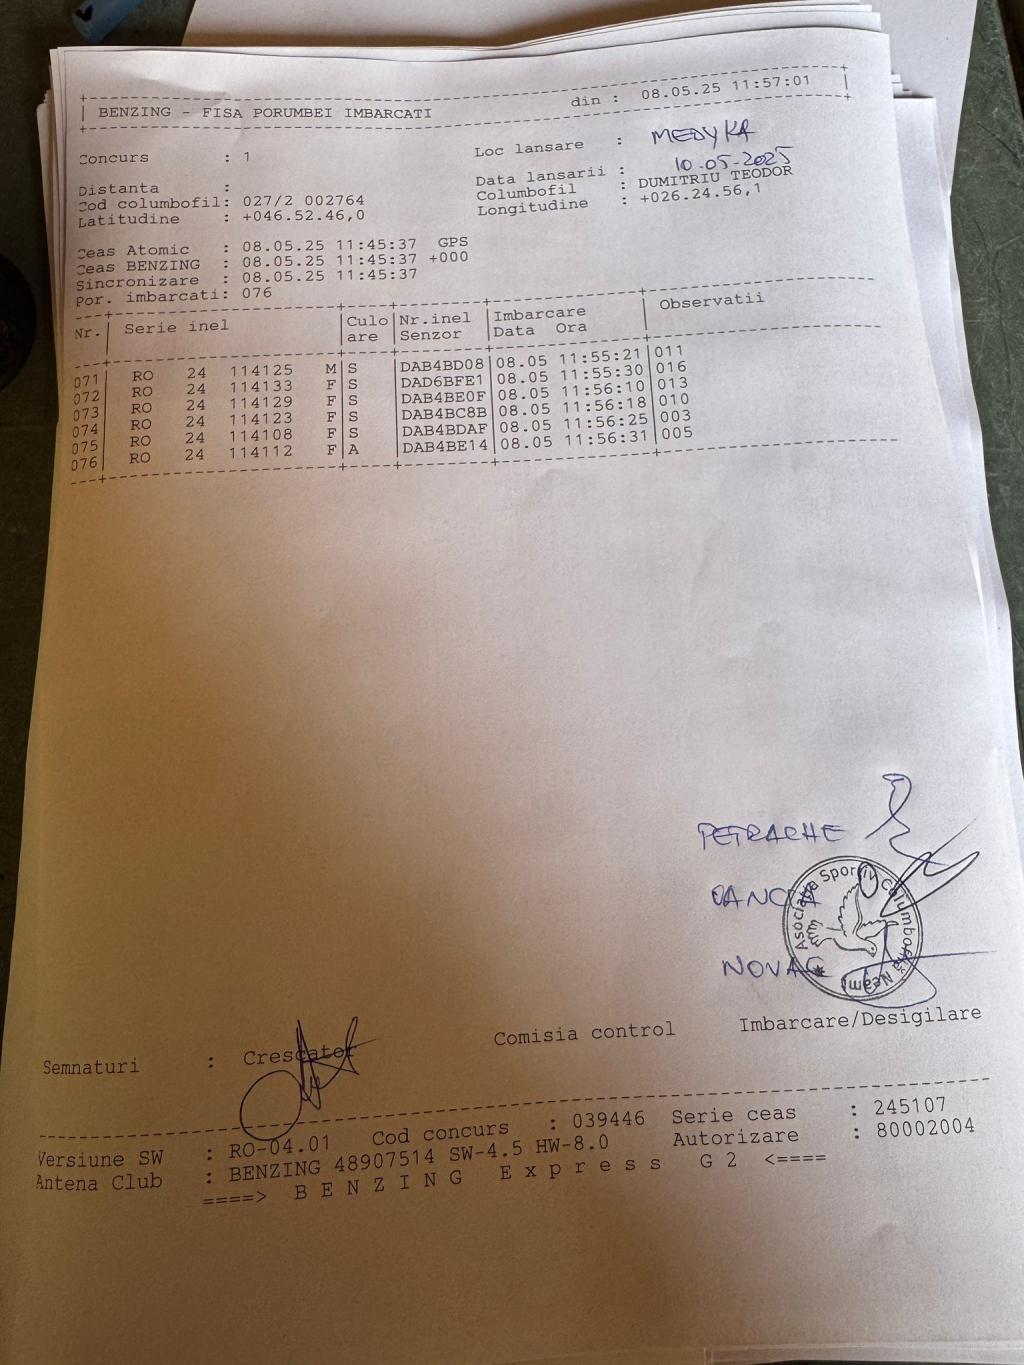 BENZING - FISA PORUMBEI IMBARCATI din : 08.05.25 11:57:01
Concurs : 1 Loc lansare : MEDYKA
Distanta : Data lansarii : 10.05-2025
Cod columbofil: 027/2 002764 Columbofil : DUMITRIU TEODOR
Latitudine : +046.52.46,0 Longitudine : +026.24.56,1
Ceas Atomic : 08.05.25 11:45:37 GPS
Ceas BENZING : 08.05.25 11:45:37 +000
Sincronizare : 08.05.25 11:45:37
Por. imbarcati: 076
Nr.| Serie inel |Culo|Nr.inel|Imbarcare | Observatii
|are |Senzor |Data Ora |
071| RO 24 114125 M|S |DAB4BD08|08.05 11:55:21|011
072| RO 24 114133 F|S |DAD6BFE1|08.05 11:55:30|016
073| RO 24 114129 F|S |DAB4BE0F|08.05 11:56:10|013
074| RO 24 114123 F|S |DAB4BC8B|08.05 11:56:18|010
075| RO 24 114108 F|S |DAB4BDAF|08.05 11:56:25|003
076| RO 24 114112 F|A |DAB4BE14|08.05 11:56:31|005
PETRACHE
NOVAC
Asociatia Sportiv Columbofila Neamt
Semnaturi : Crescator Comisia control Imbarcare/Desigilare
Versiune SW : RO-04.01 Cod concurs : 039446 Serie ceas : 245107
Antena Club : BENZING 48907514 SW-4.5 HW-8.0 Autorizare : 80002004
====> B E N Z I N G E x p r e s s G 2 <====